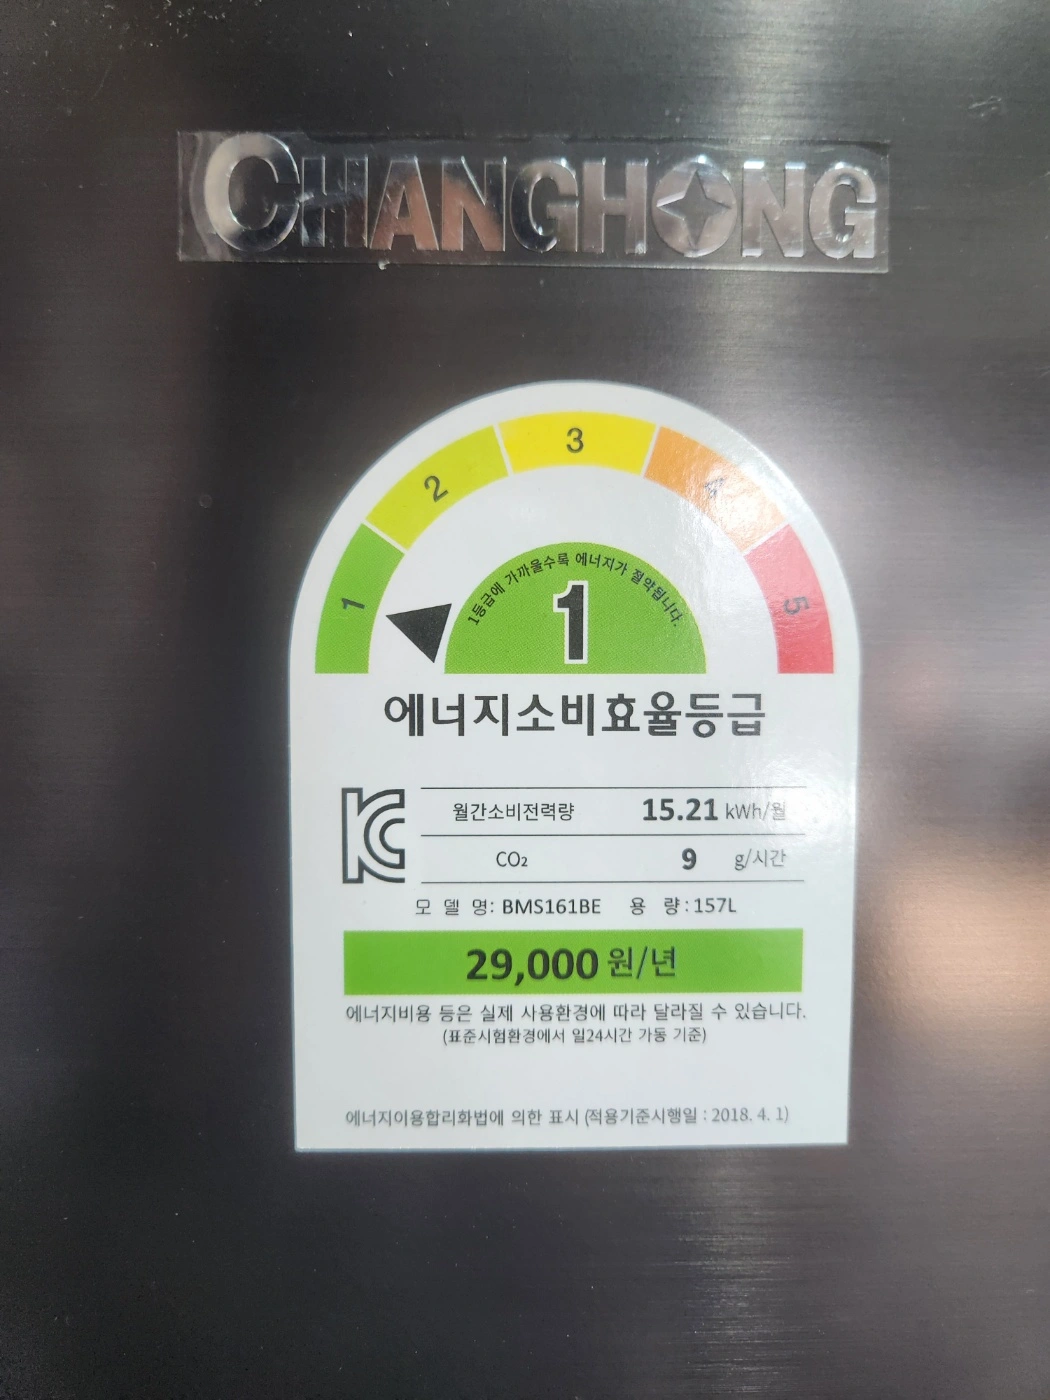 CHANGHONG
1
2
3
4
5
1등급에 가까울수록 에너지가 절약됩니다.
1
에너지소비효율등급
월간소비전력량 15.21 kWh/월
CO₂ 9 g/시간
모 델 명: BMS161BE 용 량: 157L
29,000원/년
에너지비용 등은 실제 사용환경에 따라 달라질 수 있습니다.
(표준시험환경에서 일24시간 가동 기준)
에너지이용합리화법에 의한 표시 (적용기준시행일 : 2018. 4. 1)